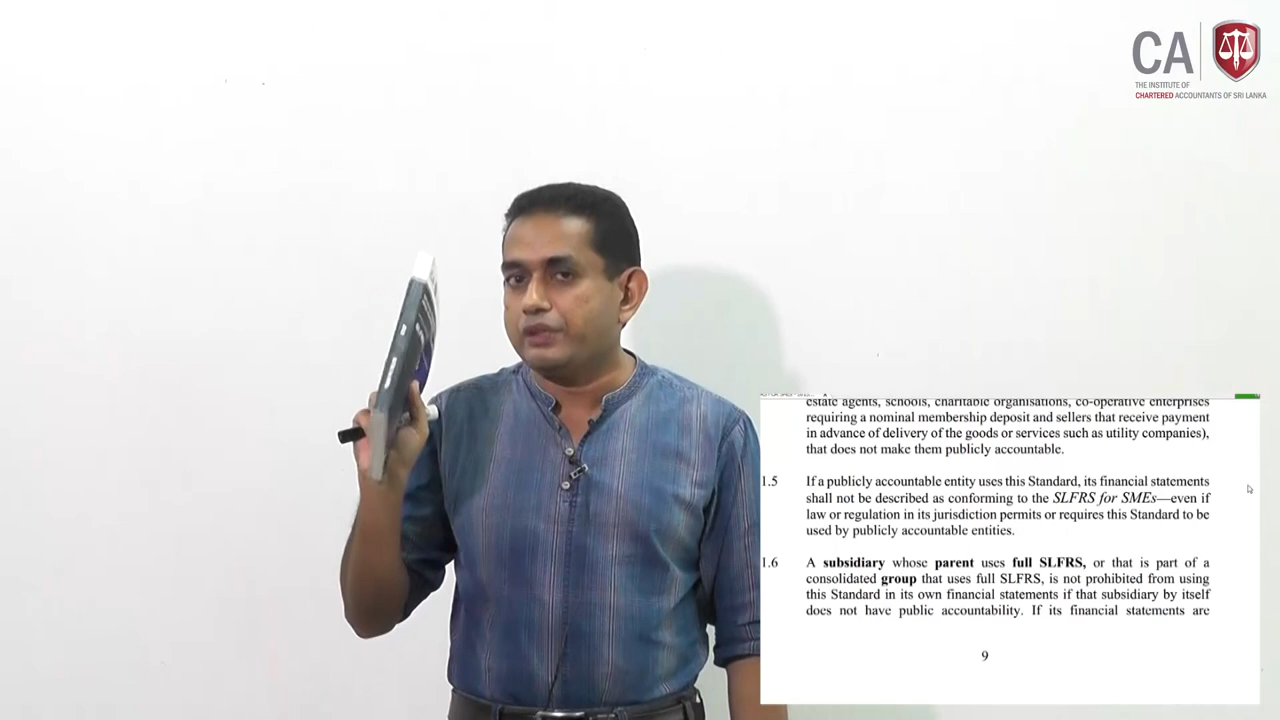 CA
THE INSTITUTE OF
CHARTERED ACCOUNTANTS OF SRI LANKA
estate agents, schools, charitable organisations, co-operative enterprises
requiring a nominal membership deposit and sellers that receive payment
in advance of delivery of the goods or services such as utility companies),
that does not make them publicly accountable.
1.5 If a publicly accountable entity uses this Standard, its financial statements
shall not be described as conforming to the SLFRS for SMEs—even if
law or regulation in its jurisdiction permits or requires this Standard to be
used by publicly accountable entities.
1.6 A subsidiary whose parent uses full SLFRS, or that is part of a
consolidated group that uses full SLFRS, is not prohibited from using
this Standard in its own financial statements if that subsidiary by itself
does not have public accountability. If its financial statements are
9